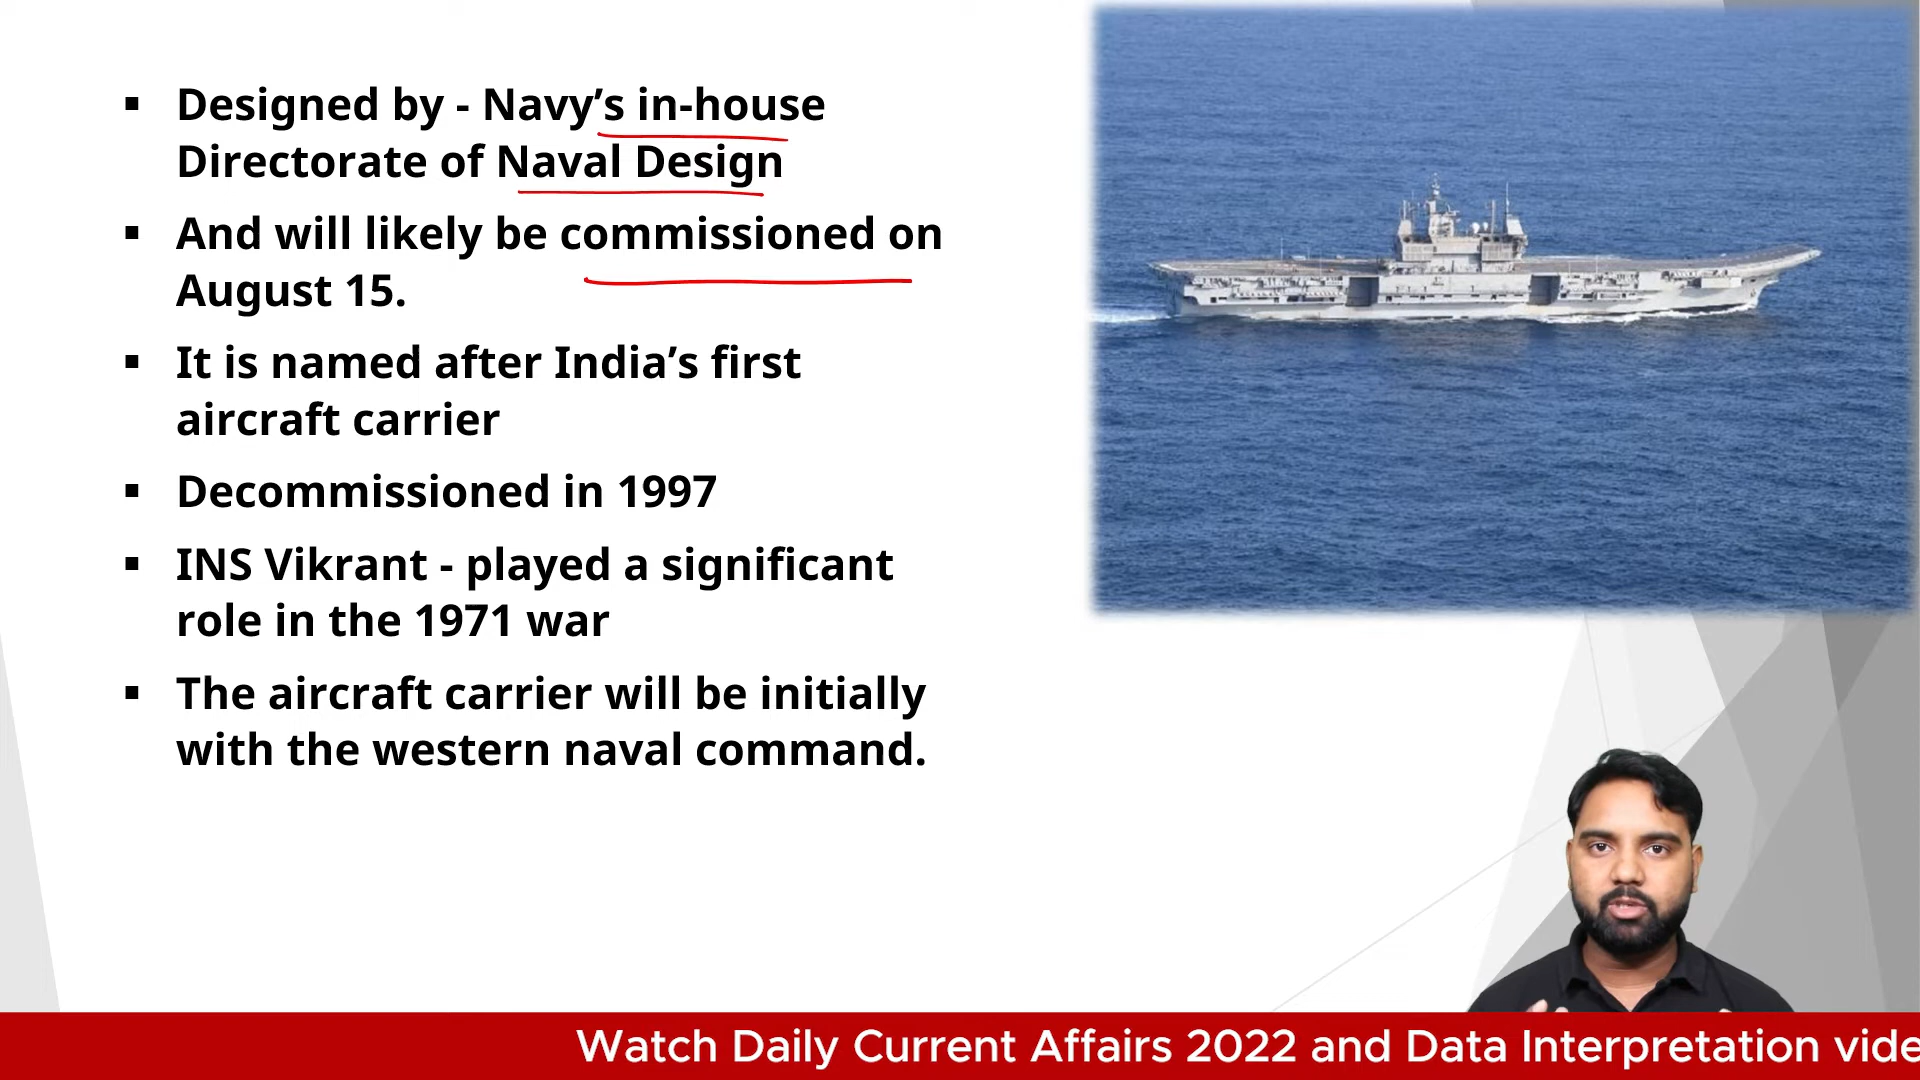 ▪ Designed by - Navy’s in-house
Directorate of Naval Design
▪ And will likely be commissioned on
August 15.
▪ It is named after India’s first
aircraft carrier
▪ Decommissioned in 1997
▪ INS Vikrant - played a significant
role in the 1971 war
▪ The aircraft carrier will be initially
with the western naval command.
Watch Daily Current Affairs 2022 and Data Interpretation vide